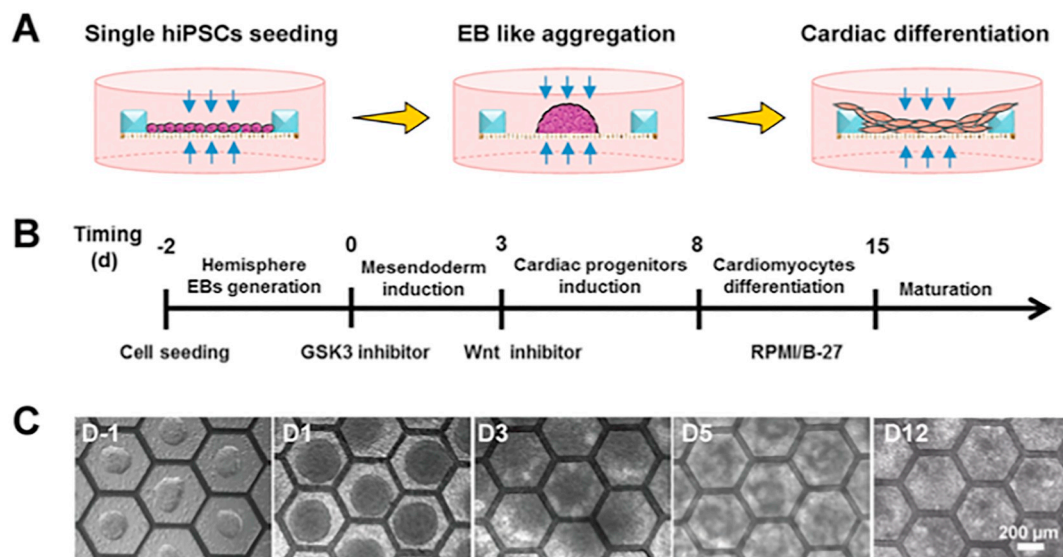 A
Single hiPSCs seeding
EB like aggregation
Cardiac differentiation
B
Timing
(d)
-2
0
3
8
15
Hemisphere
EBs generation
Mesendoderm
induction
Cardiac progenitors
induction
Cardiomyocytes
differentiation
Maturation
Cell seeding
GSK3 inhibitor
Wnt inhibitor
RPMI/B-27
C
D-1
D1
D3
D5
D12
200 μm